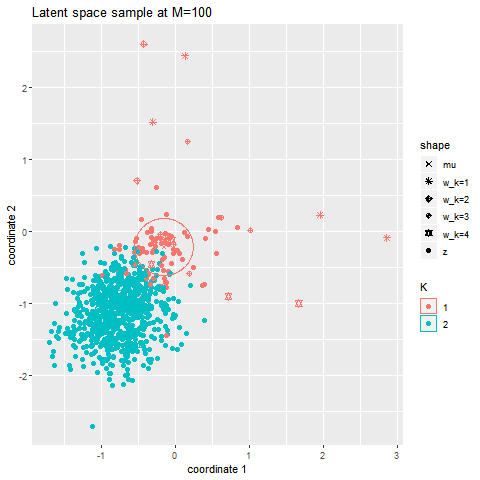 Latent space sample at M=100
coordinate 2
2
1
0
-1
-2
-1
0
1
2
3
coordinate 1
shape
mu
w_k=1
w_k=2
w_k=3
w_k=4
z
K
1
2